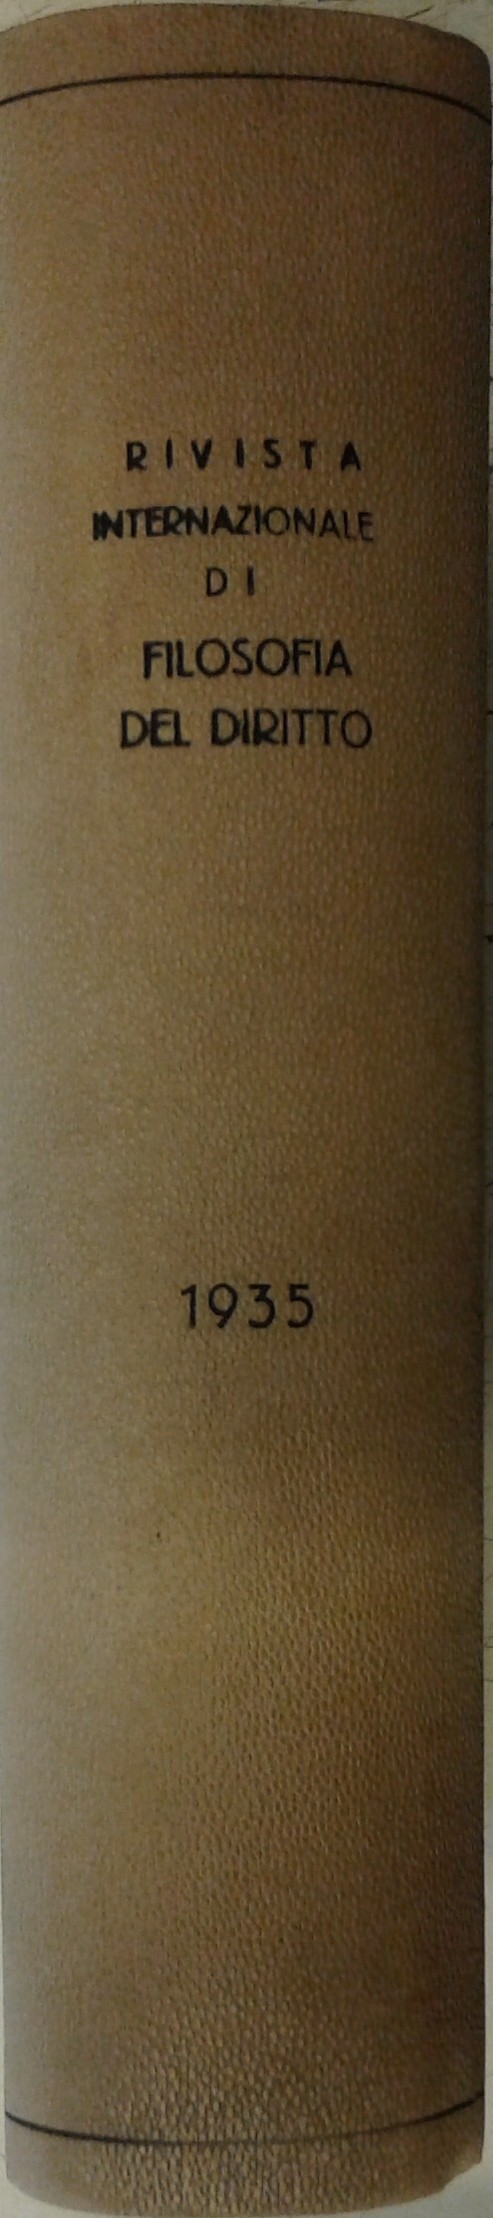 RIVISTA
INTERNAZIONALE
DI
FILOSOFIA
DEL DIRITTO
1935